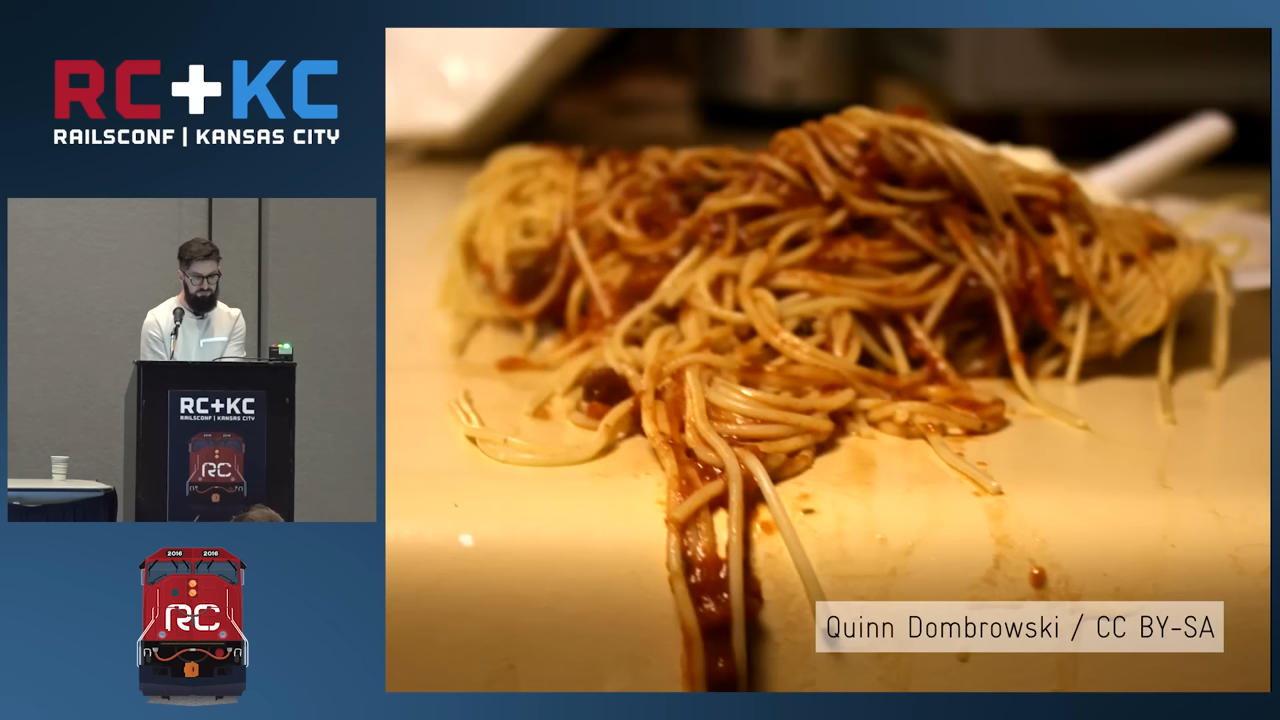 RC+KC
RAILSCONF | KANSAS CITY
RC+KC
RAILSCONF | KANSAS CITY
RC
2016 2016
RC
Quinn Dombrowski / CC BY-SA